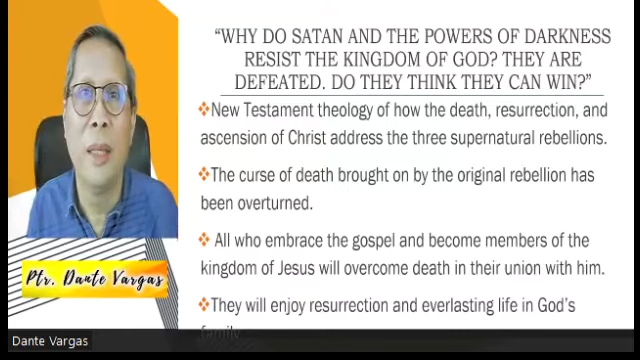 “WHY DO SATAN AND THE POWERS OF DARKNESS
RESIST THE KINGDOM OF GOD? THEY ARE
DEFEATED. DO THEY THINK THEY CAN WIN?”
❖New Testament theology of how the death, resurrection, and
ascension of Christ address the three supernatural rebellions.
❖The curse of death brought on by the original rebellion has
been overturned.
❖ All who embrace the gospel and become members of the
kingdom of Jesus will overcome death in their union with him.
❖They will enjoy resurrection and everlasting life in God’s
family
Ptr. Dante Vargas
Dante Vargas